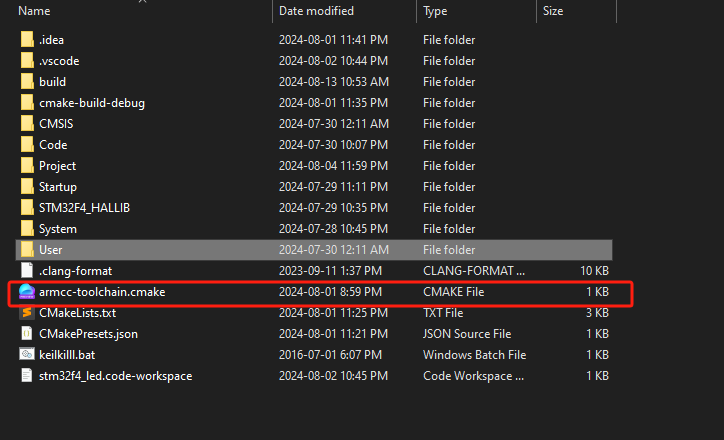 Name Date modified Type Size
.idea 2024-08-01 11:41 PM File folder
.vscode 2024-08-02 10:44 PM File folder
build 2024-08-13 10:53 AM File folder
cmake-build-debug 2024-08-01 11:35 PM File folder
CMSIS 2024-07-30 12:11 AM File folder
Code 2024-07-30 10:07 PM File folder
Project 2024-08-04 11:59 PM File folder
Startup 2024-07-29 11:11 PM File folder
STM32F4_HALLIB 2024-07-29 10:35 PM File folder
System 2024-07-28 10:45 PM File folder
User 2024-07-30 12:11 AM File folder
.clang-format 2023-09-11 1:37 PM CLANG-FORMAT ... 10 KB
armcc-toolchain.cmake 2024-08-01 8:59 PM CMAKE File 1 KB
CMakeLists.txt 2024-08-01 11:25 PM TXT File 3 KB
CMakePresets.json 2024-08-01 11:21 PM JSON Source File 1 KB
keilkilll.bat 2016-07-01 6:07 PM Windows Batch File 1 KB
stm32f4_led.code-workspace 2024-08-02 10:45 PM Code Workspace ... 1 KB